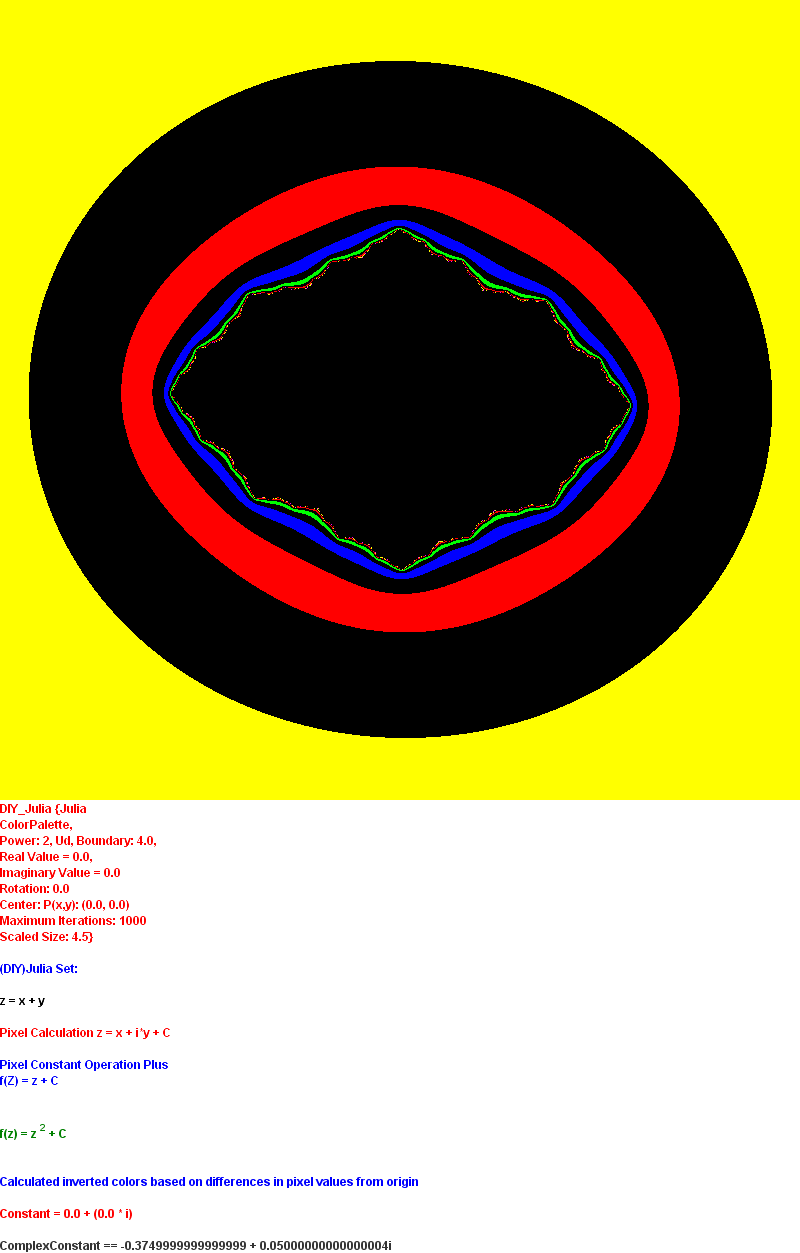 DIY_Julia {Julia
ColorPalette,
Power: 2, Ud, Boundary: 4.0,
Real Value = 0.0,
Imaginary Value = 0.0
Rotation: 0.0
Center: P(x,y): (0.0, 0.0)
Maximum Iterations: 1000
Scaled Size: 4.5}
(DIY)Julia Set:
z = x + y
Pixel Calculation z = x + i*y + C
Pixel Constant Operation Plus
f(Z) = z + C
f(z) = z ² + C
Calculated inverted colors based on differences in pixel values from origin
Constant = 0.0 + (0.0 * i)
ComplexConstant == -0.3749999999999999 + 0.05000000000000004i